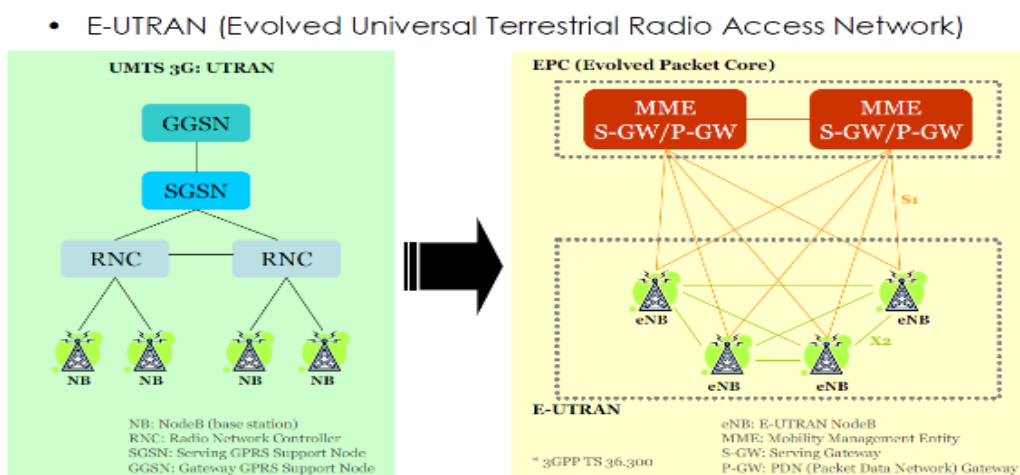 • E-UTRAN (Evolved Universal Terrestrial Radio Access Network)
UMTS 3G: UTRAN
GGSN
SGSN
RNC
RNC
NB
NB
NB
NB
NB: NodeB (base station)
RNC: Radio Network Controller
SGSN: Serving GPRS Support Node
GGSN: Gateway GPRS Support Node
EPC (Evolved Packet Core)
MME
S-GW/P-GW
MME
S-GW/P-GW
S1
eNB
eNB
X2
eNB
eNB
E-UTRAN
* 3GPP TS 36.300
eNB: E-UTRAN NodeB
MME: Mobility Management Entity
S-GW: Serving Gateway
P-GW: PDN (Packet Data Network) Gateway